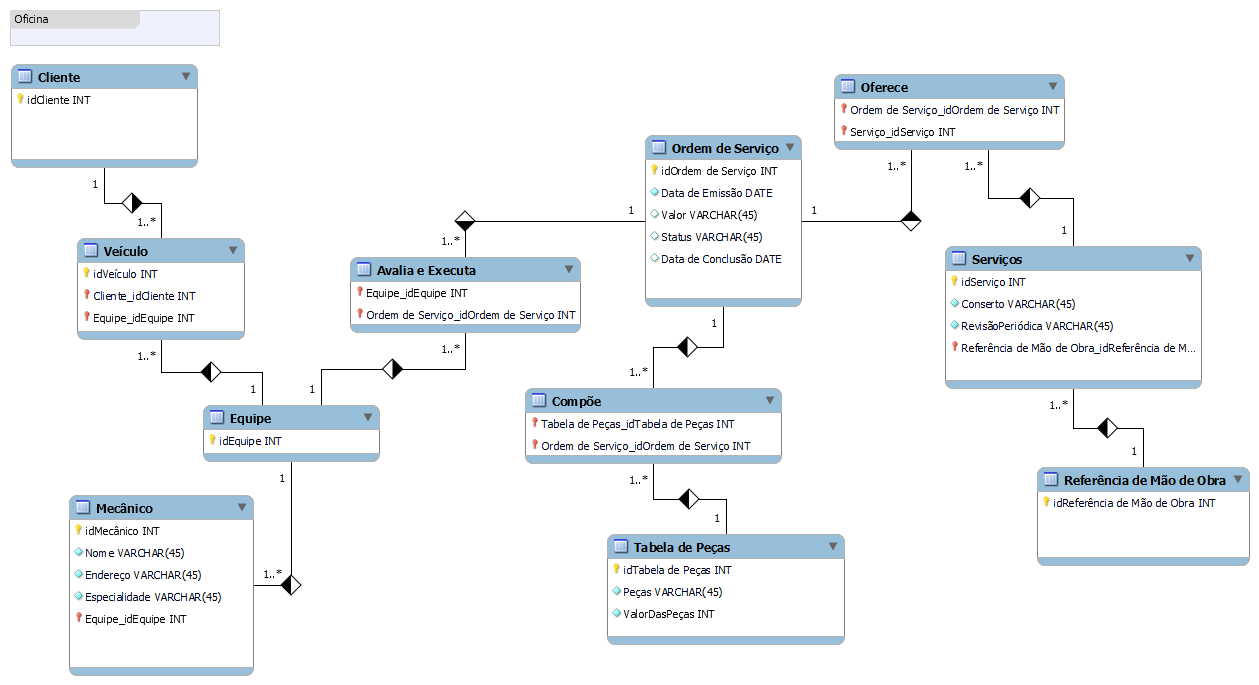 Oficina
Cliente
idCliente INT
1
1..*
Veículo
idVeículo INT
Cliente_idCliente INT
Equipe_idEquipe INT
1..*
1
Equipe
idEquipe INT
1
1..*
Mecânico
idMecânico INT
Nome VARCHAR(45)
Endereço VARCHAR(45)
Especialidade VARCHAR(45)
Equipe_idEquipe INT
1
1..*
Avalia e Executa
Equipe_idEquipe INT
Ordem de Serviço_idOrdem de Serviço INT
1..*
1
Ordem de Serviço
idOrdem de Serviço INT
Data de Emissão DATE
Valor VARCHAR(45)
Status VARCHAR(45)
Data de Conclusão DATE
1
1..*
Compõe
Tabela de Peças_idTabela de Peças INT
Ordem de Serviço_idOrdem de Serviço INT
1..*
1
Tabela de Peças
idTabela de Peças INT
Peças VARCHAR(45)
ValorDasPeças INT
1
1..*
Oferece
Ordem de Serviço_idOrdem de Serviço INT
Serviço_idServiço INT
1..*
1
Serviços
idServiço INT
Conserto VARCHAR(45)
RevisãoPeriódica VARCHAR(45)
Referência de Mão de Obra_idReferência de M...
1..*
1
Referência de Mão de Obra
idReferência de Mão de Obra INT